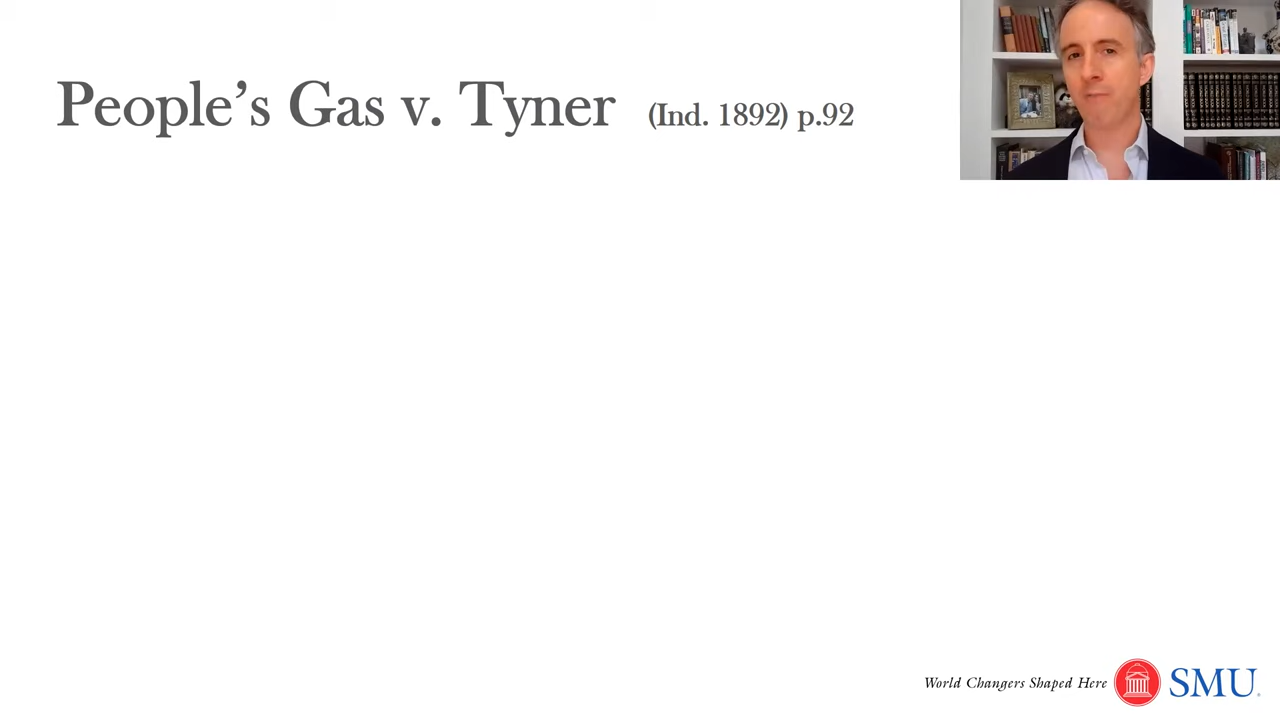 People’s Gas v. Tyner (Ind. 1892) p.92
World Changers Shaped Here SMU